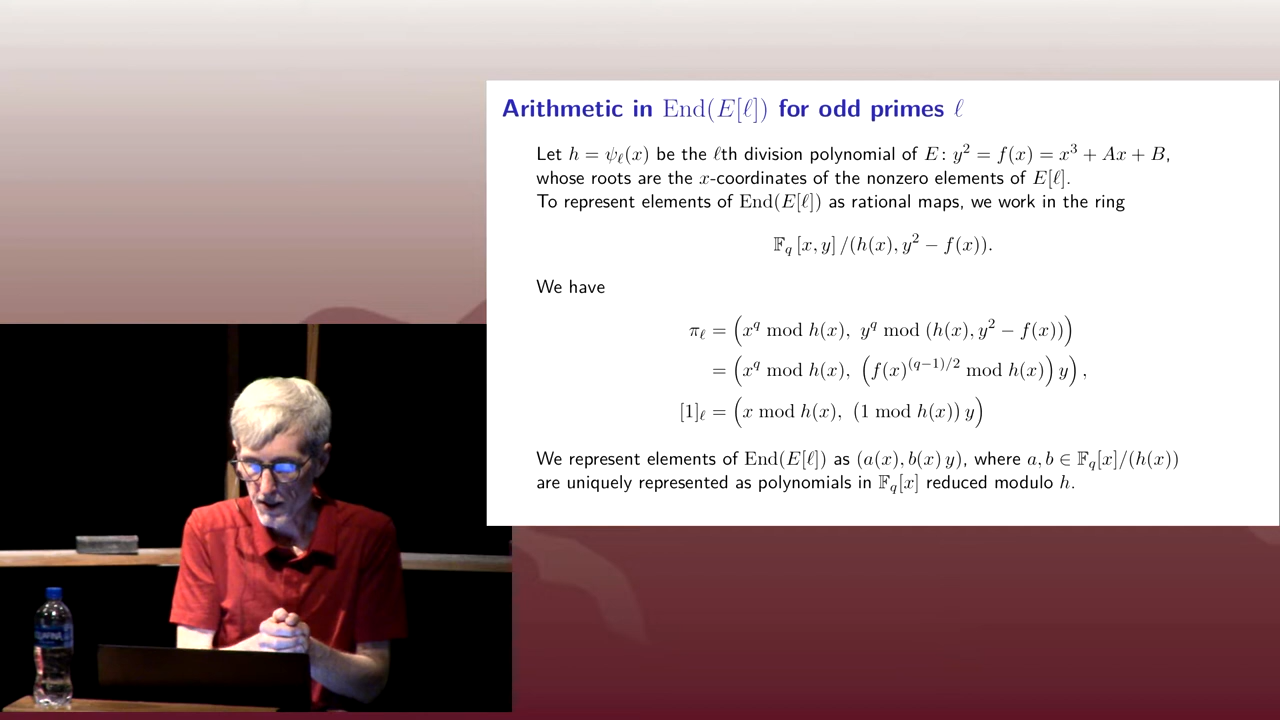 Arithmetic in End(E[ℓ]) for odd primes ℓ
Let h = ψ_ℓ(x) be the ℓth division polynomial of E: y² = f(x) = x³ + Ax + B,
whose roots are the x-coordinates of the nonzero elements of E[ℓ].
To represent elements of End(E[ℓ]) as rational maps, we work in the ring
𝔽_q [x, y] /(h(x), y² − f(x)).
We have
π_ℓ = (x^q mod h(x), y^q mod (h(x), y² − f(x)))
= (x^q mod h(x), (f(x)^{(q−1)/2} mod h(x)) y),
[1]_ℓ = (x mod h(x), (1 mod h(x)) y)
We represent elements of End(E[ℓ]) as (a(x), b(x) y), where a, b ∈ 𝔽_q[x]/(h(x))
are uniquely represented as polynomials in 𝔽_q[x] reduced modulo h.